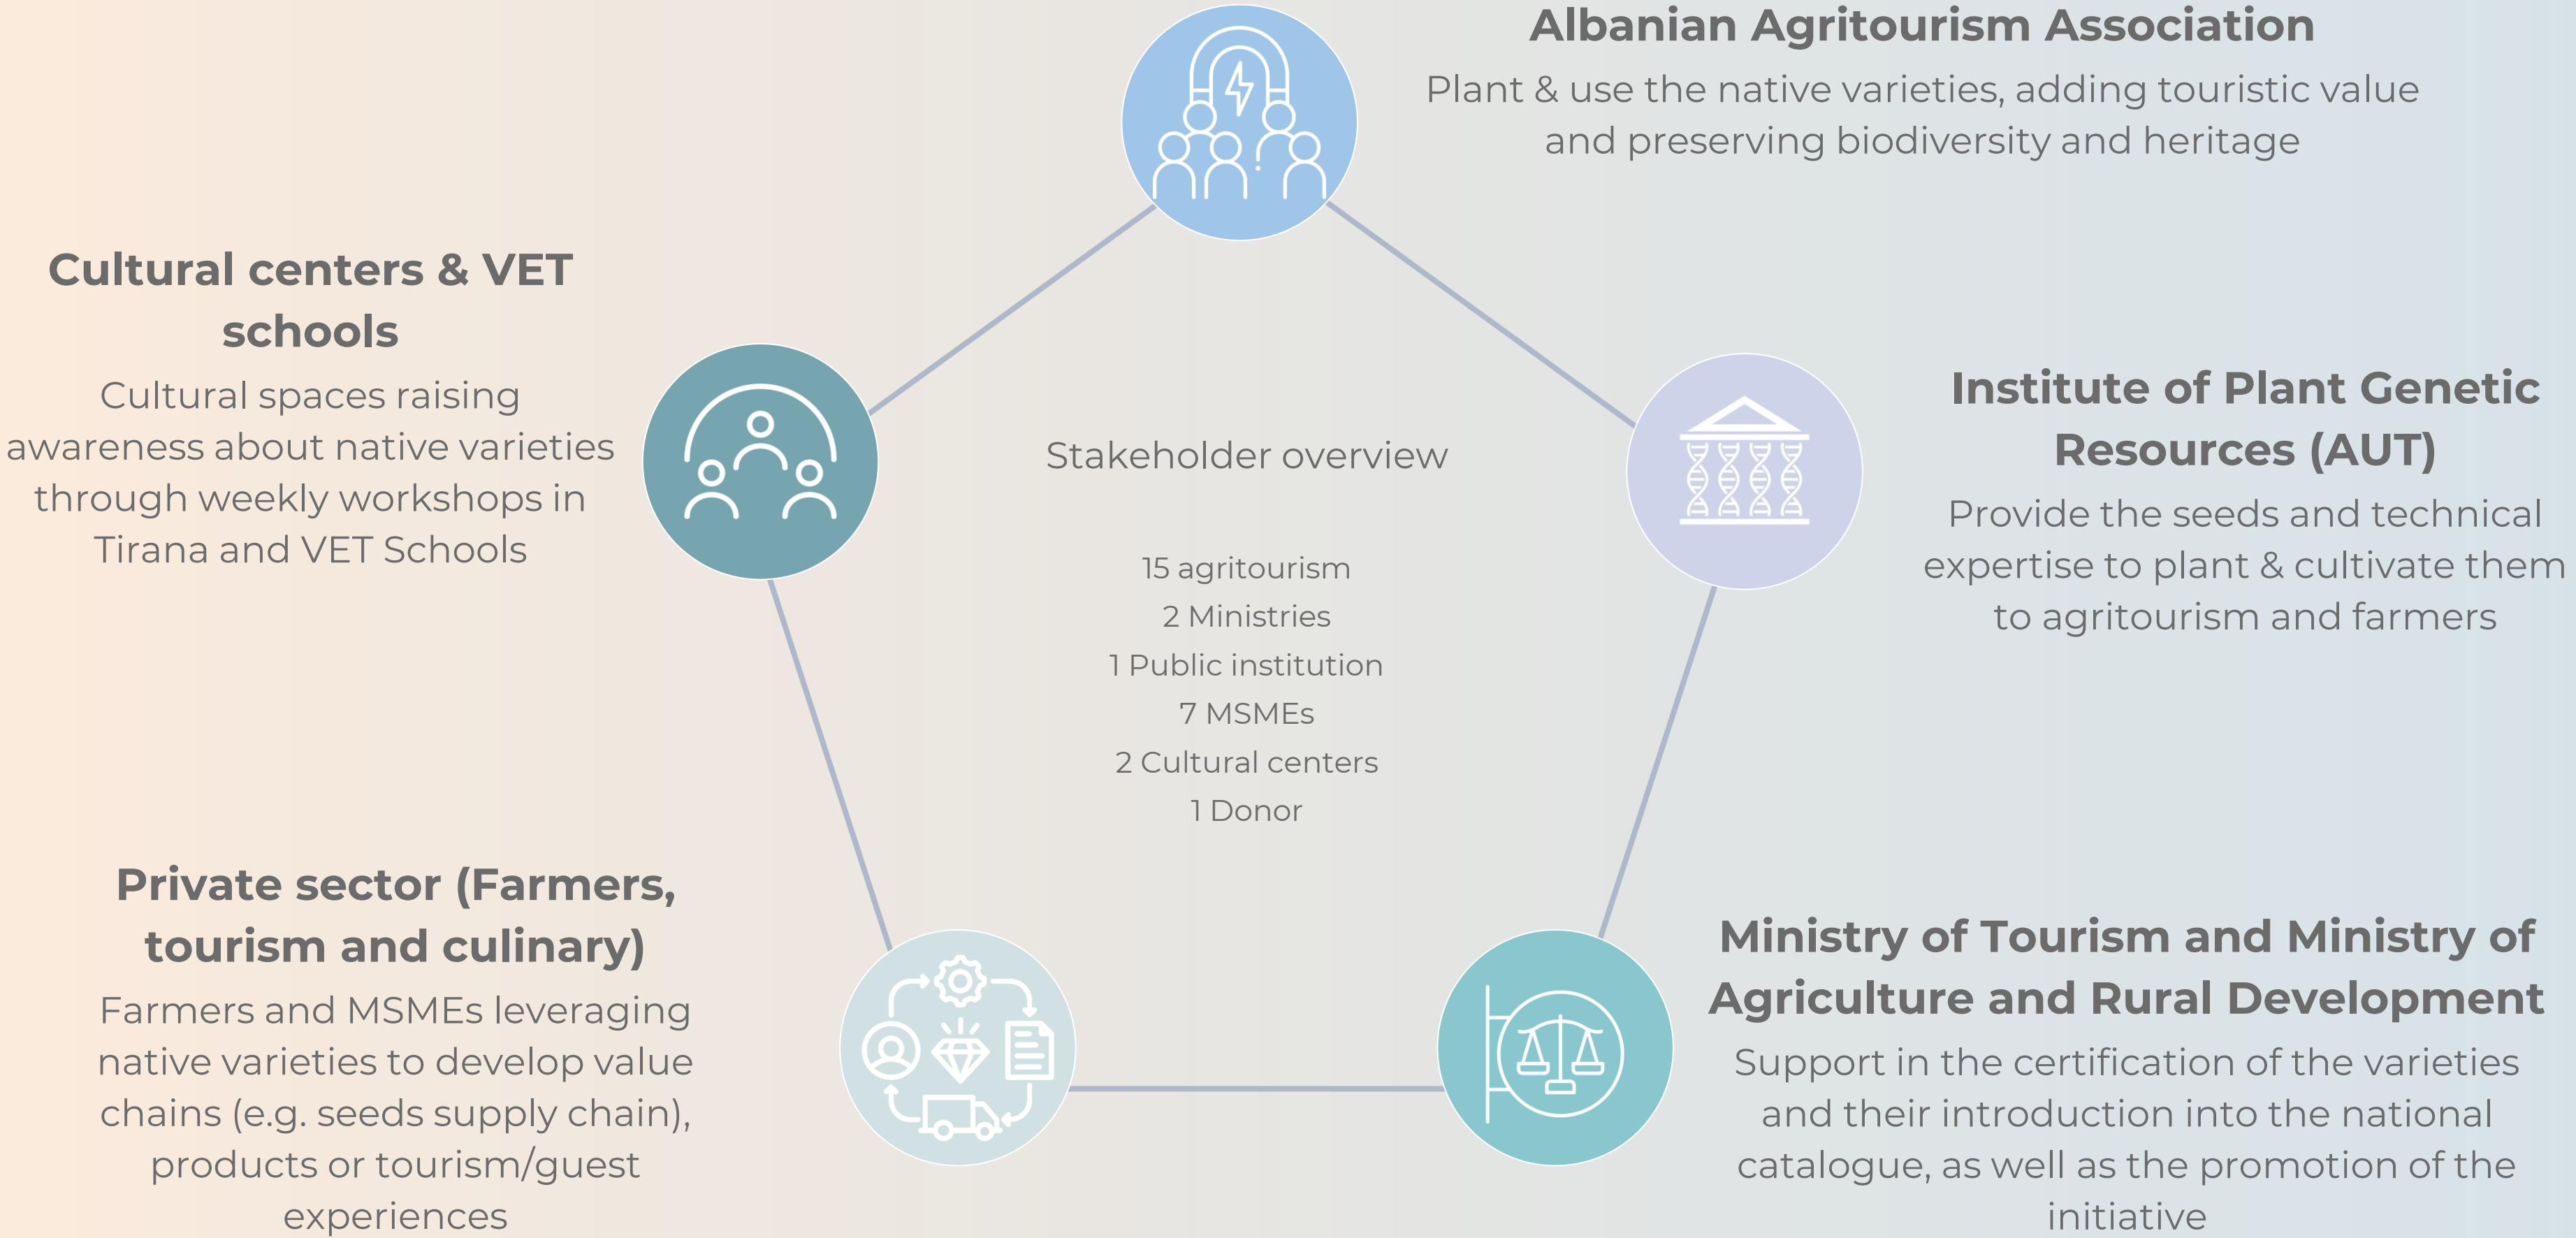 Albanian Agritourism Association
Plant & use the native varieties, adding touristic value
and preserving biodiversity and heritage
Cultural centers & VET
schools
Cultural spaces raising
awareness about native varieties
through weekly workshops in
Tirana and VET Schools
Institute of Plant Genetic
Resources (AUT)
Provide the seeds and technical
expertise to plant & cultivate them
to agritourism and farmers
Stakeholder overview
15 agritourism
2 Ministries
1 Public institution
7 MSMEs
2 Cultural centers
1 Donor
Private sector (Farmers,
tourism and culinary)
Farmers and MSMEs leveraging
native varieties to develop value
chains (e.g. seeds supply chain),
products or tourism/guest
experiences
Ministry of Tourism and Ministry of
Agriculture and Rural Development
Support in the certification of the varieties
and their introduction into the national
catalogue, as well as the promotion of the
initiative